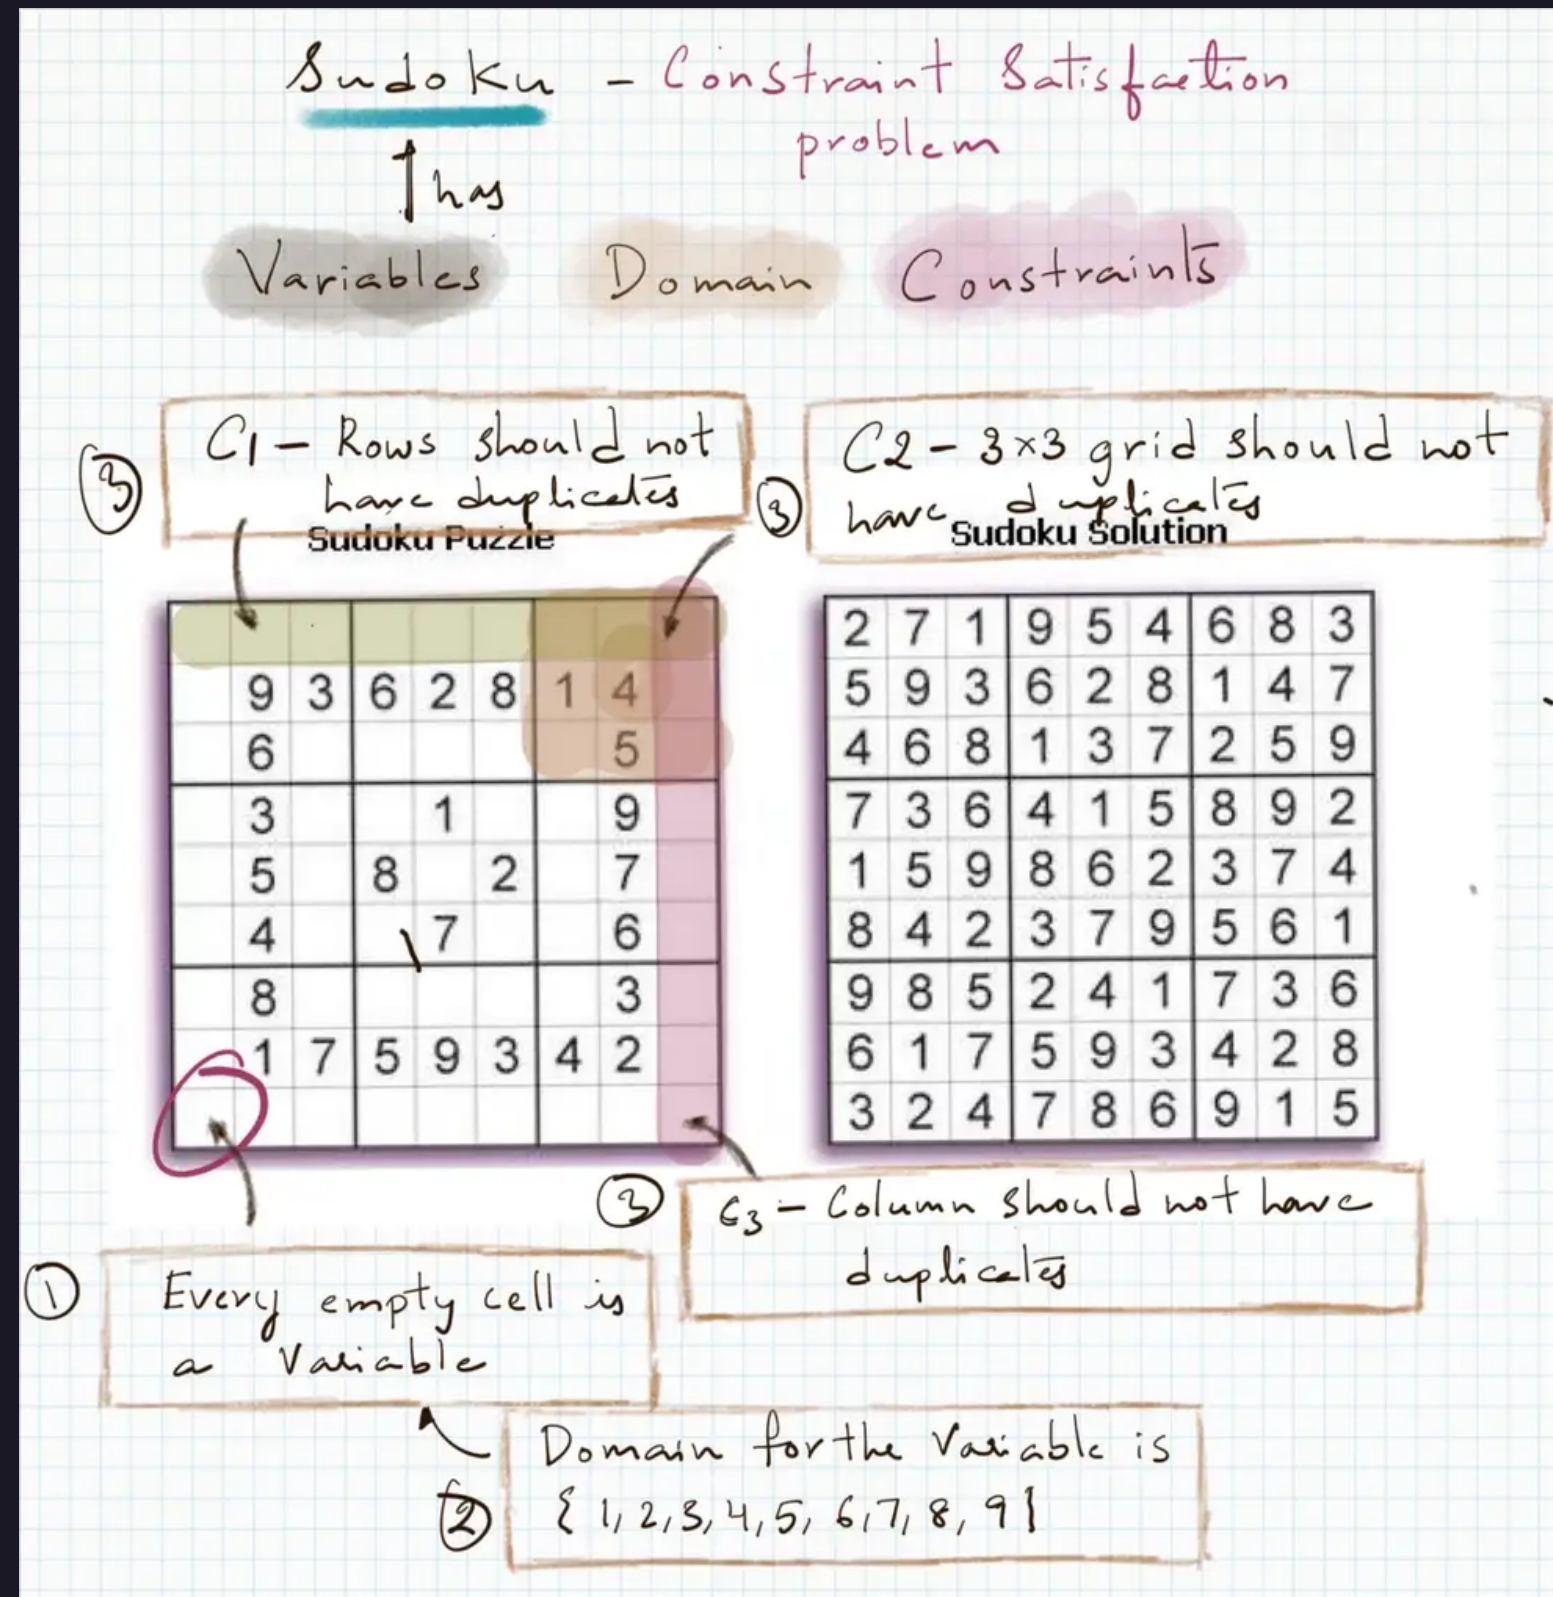 Sudoku - Constraint Satisfaction
problem
has
Variables Domain Constraints
3
C1 - Rows should not
have duplicates
3
C2 - 3x3 grid should not
have duplicates
Sudoku Puzzle
Sudoku Solution
9 3 6 2 8 1 4
6 5
3 1 9
5 8 2 7
4 7 6
8 3
1 7 5 9 3 4 2
2 7 1 9 5 4 6 8 3
5 9 3 6 2 8 1 4 7
4 6 8 1 3 7 2 5 9
7 3 6 4 1 5 8 9 2
1 5 9 8 6 2 3 7 4
8 4 2 3 7 9 5 6 1
9 8 5 2 4 1 7 3 6
6 1 7 5 9 3 4 2 8
3 2 4 7 8 6 9 1 5
3
C3 - Column should not have
duplicates
1
Every empty cell is
a variable
2
Domain for the variable is
{ 1, 2, 3, 4, 5, 6, 7, 8, 9 }